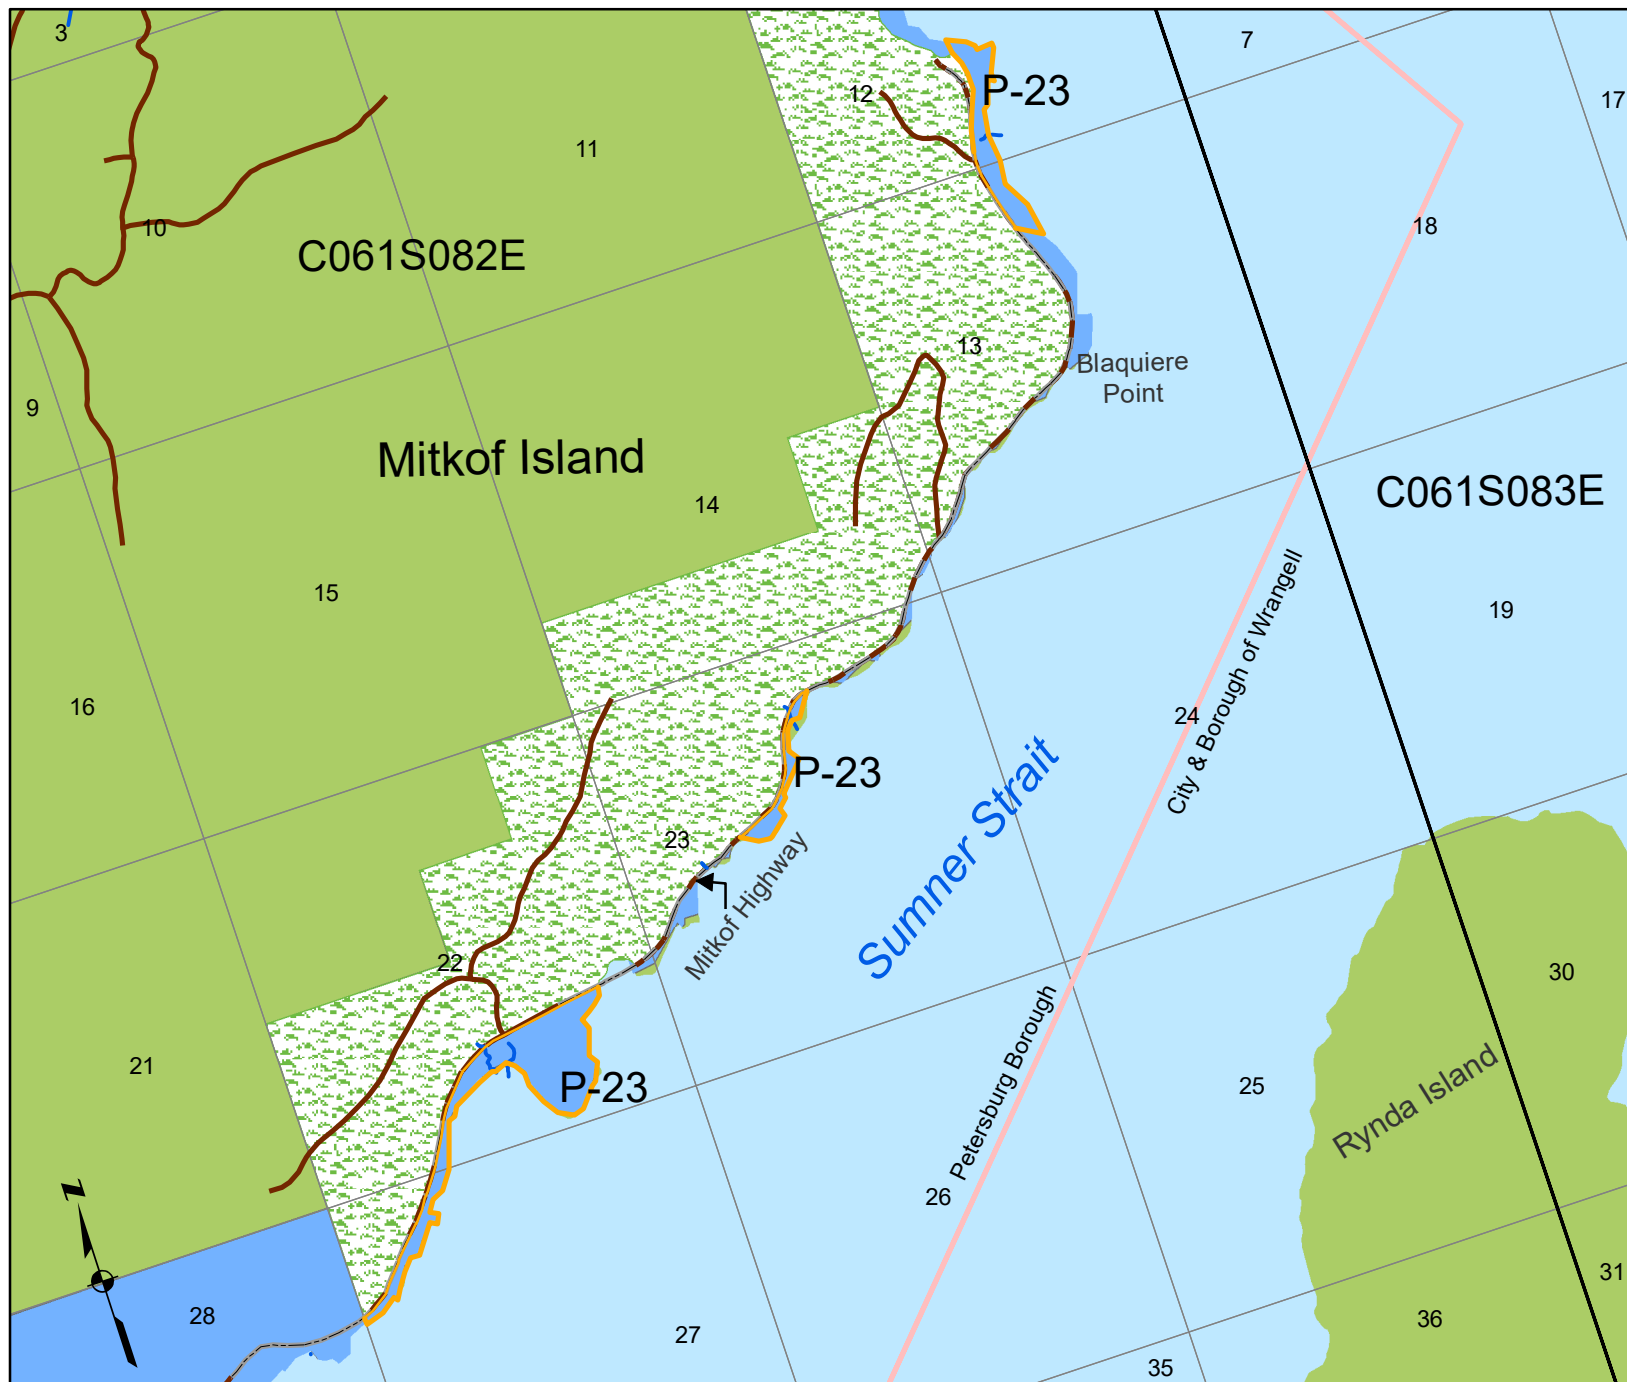 3
7
17
P-23
12
11
18
10
C061S082E
13
Blaquiere
Point
9
Mitkof Island
C061S083E
14
15
19
16
24
City & Borough of Wrangell
P-23
23
Sumner Strait
Mitkof Highway
22
30
21
25
Petersburg Borough
P-23
Rynda Island
26
N
28
27
31
36
35